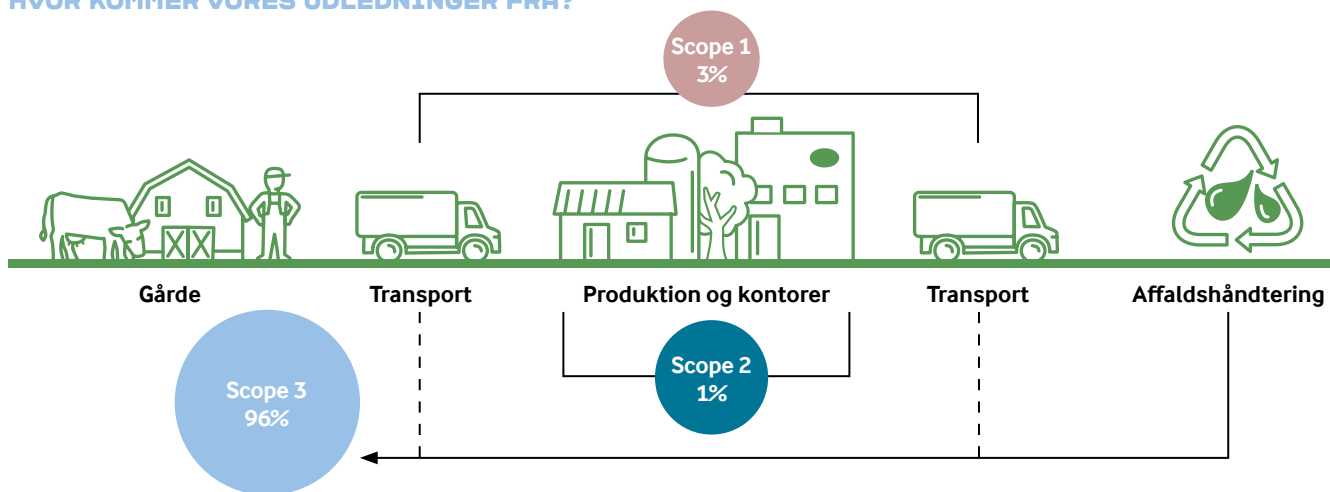 HVOR KOMMER VORES UDLEDNINGER FRA?
Scope 1
3%
Gårde
Transport
Produktion og kontorer
Transport
Affaldshåndtering
Scope 3
96%
Scope 2
1%